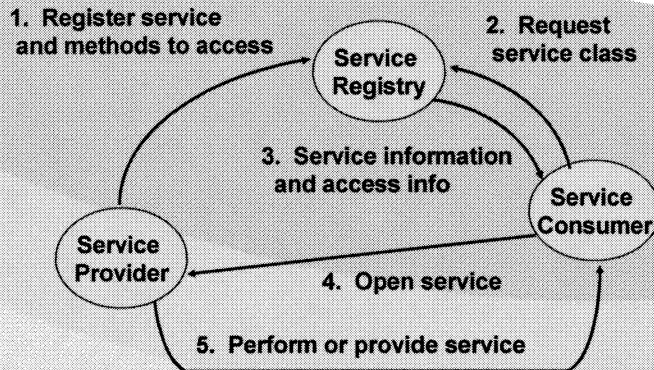 1. Register service
and methods to access
2. Request
service class
Service
Registry
3. Service information
and access info
Service
Consumer
Service
Provider
4. Open service
5. Perform or provide service